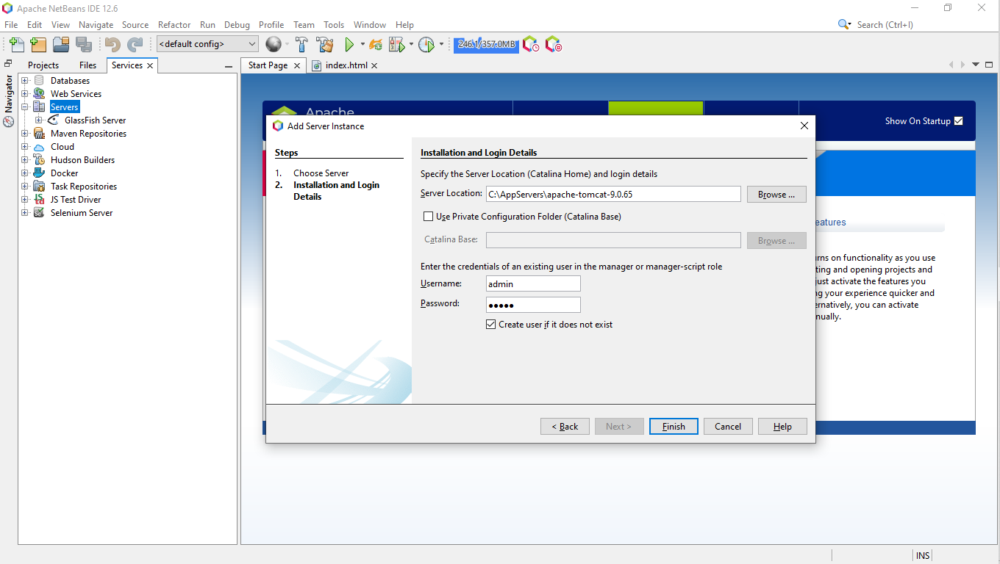 Apache NetBeans IDE 12.6
File Edit View Navigate Source Refactor Run Debug Profile Team Tools Window Help
Search (Ctrl+I)
<default config>
246.1/357.0MB
Projects Files Services
Start Page index.html
Navigator
Databases
Web Services
Servers
GlassFish Server
Maven Repositories
Cloud
Hudson Builders
Docker
Task Repositories
JS Test Driver
Selenium Server
Apache
Show On Startup
Add Server Instance
Steps
1. Choose Server
2. Installation and Login
Details
Installation and Login Details
Specify the Server Location (Catalina Home) and login details
Server Location: C:\AppServers\apache-tomcat-9.0.65 Browse ...
Use Private Configuration Folder (Catalina Base)
Catalina Base: Browse ...
Enter the credentials of an existing user in the manager or manager-script role
Username: admin
Password: ●●●●●
Create user if it does not exist
< Back Next > Finish Cancel Help
eatures
on functionality as you use
and opening projects and
just activate the features you
your experience quicker and
you can activate
INS